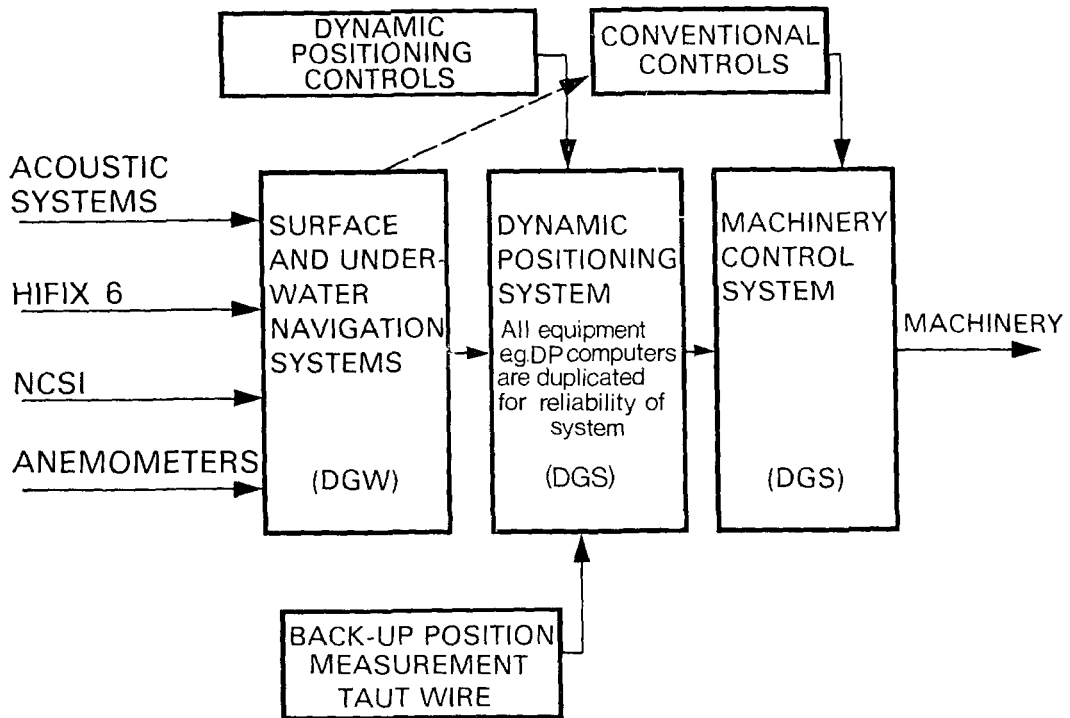 DYNAMIC
POSITIONING
CONTROLS
CONVENTIONAL
CONTROLS
ACOUSTIC
SYSTEMS
HIFIX 6
NCSI
ANEMOMETERS
SURFACE
AND UNDER-
WATER
NAVIGATION
SYSTEMS
(DGW)
DYNAMIC
POSITIONING
SYSTEM
All equipment
e.g.DP computers
are duplicated
for reliability of
system
(DGS)
MACHINERY
CONTROL
SYSTEM
(DGS)
MACHINERY
BACK-UP POSITION
MEASUREMENT
TAUT WIRE